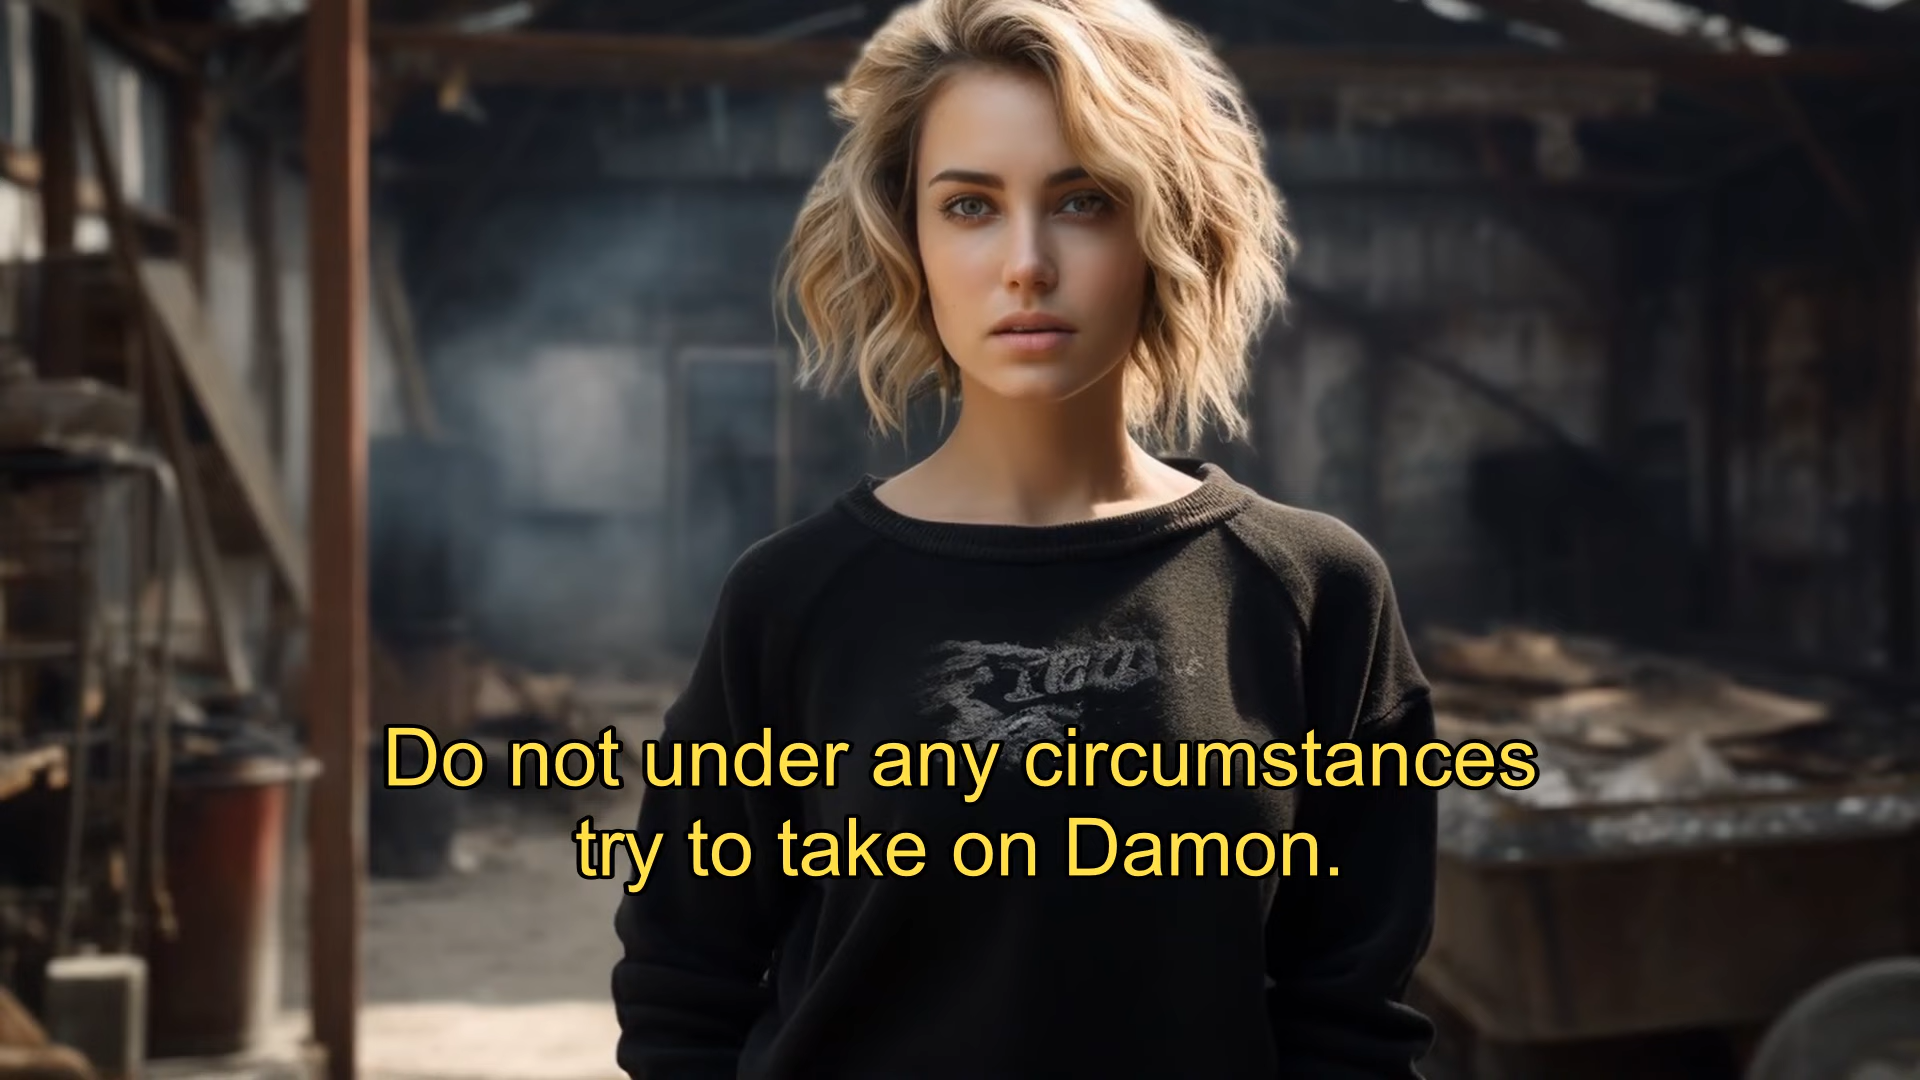 Do not under any circumstances
try to take on Damon.